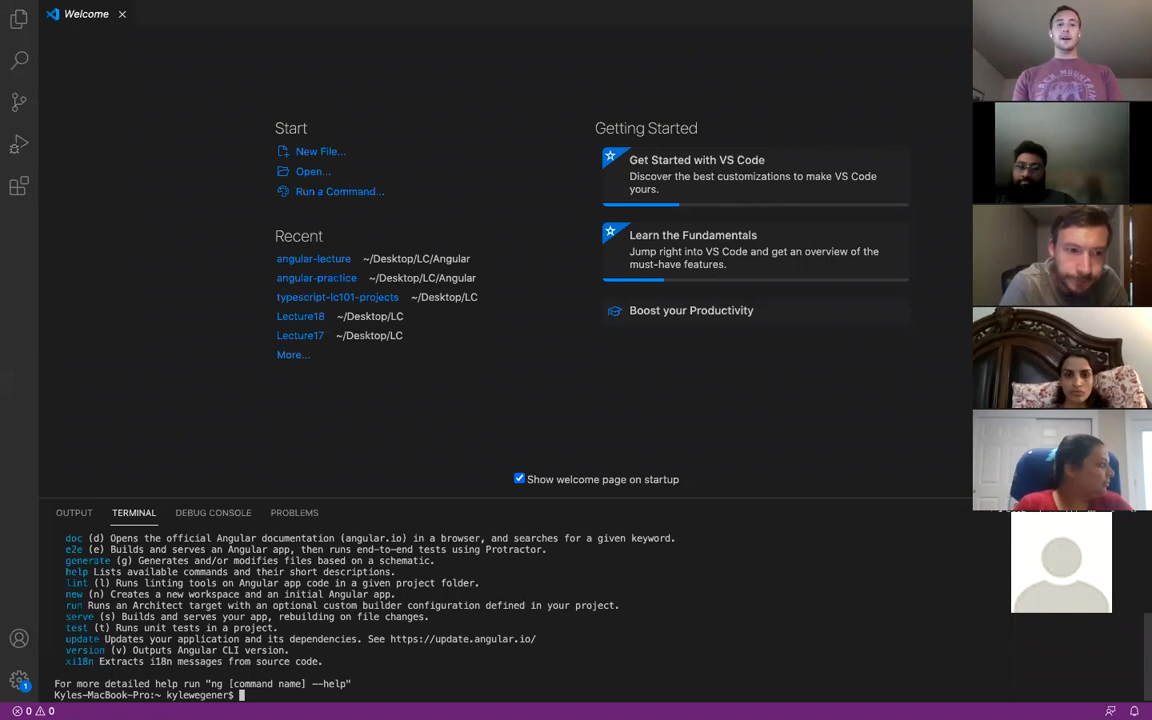 Welcome
Start
New File...
Open...
Run a Command...
Recent
angular-lecture ~/Desktop/LC/Angular
angular-practice ~/Desktop/LC/Angular
typescript-lc101-projects ~/Desktop/LC
Lecture18 ~/Desktop/LC
Lecture17 ~/Desktop/LC
More...
Getting Started
Get Started with VS Code
Discover the best customizations to make VS Code
yours.
Learn the Fundamentals
Jump right into VS Code and get an overview of the
must-have features.
Boost your Productivity
Show welcome page on startup
BLACK MOUNTAIN
OUTPUT TERMINAL DEBUG CONSOLE PROBLEMS
doc (d) Opens the official Angular documentation (angular.io) in a browser, and searches for a given keyword.
e2e (e) Builds and serves an Angular app, then runs end-to-end tests using Protractor.
generate (g) Generates and/or modifies files based on a schematic.
help Lists available commands and their short descriptions.
lint (l) Runs linting tools on Angular app code in a given project folder.
new (n) Creates a new workspace and an initial Angular app.
run Runs an Architect target with an optional custom builder configuration defined in your project.
serve (s) Builds and serves your app, rebuilding on file changes.
test (t) Runs unit tests in a project.
update Updates your application and its dependencies. See https://update.angular.io/
version (v) Outputs Angular CLI version.
xi18n Extracts i18n messages from source code.
For more detailed help run "ng [command name] --help"
Kyles-MacBook-Pro:~ kylewegener$
1
0 0